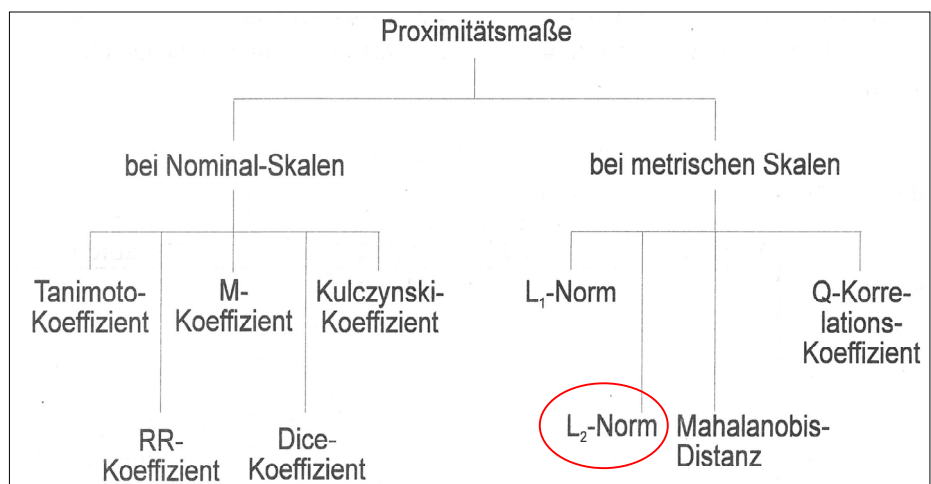 Proximitätsmaße
bei Nominal-Skalen
bei metrischen Skalen
Tanimoto-
Koeffizient
M-
Koeffizient
Kulczynski-
Koeffizient
L₁-Norm
Q-Korre-
lations-
Koeffizient
RR-
Koeffizient
Dice-
Koeffizient
L₂-Norm
Mahalanobis-
Distanz